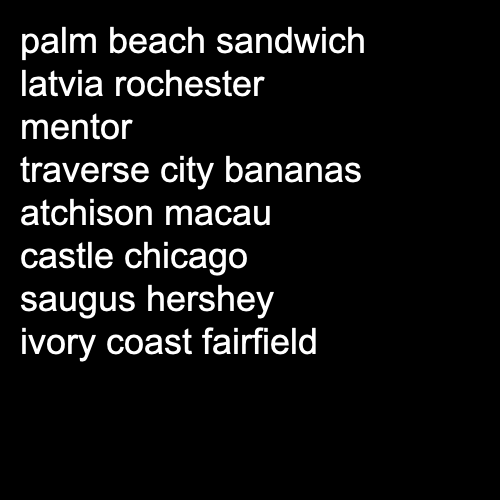 palm beach sandwich
latvia rochester
mentor
traverse city bananas
atchison macau
castle chicago
saugus hershey
ivory coast fairfield